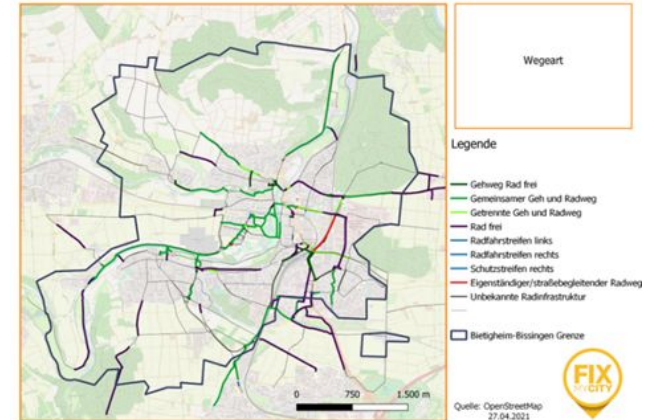 Wegeart
Legende
Gehweg Rad frei
Gemeinsamer Geh und Radweg
Getrennte Geh und Radweg
Rad frei
Radfahrstreifen links
Radfahrstreifen rechts
Schutzstreifen rechts
Eigenständiger/straßebegleitender Radweg
Unbekannte Radinfrastruktur
Bietigheim-Bissingen Grenze
0 750 1.500 m
Quelle: OpenStreetMap
27.04.2021
FIX
MYCITY